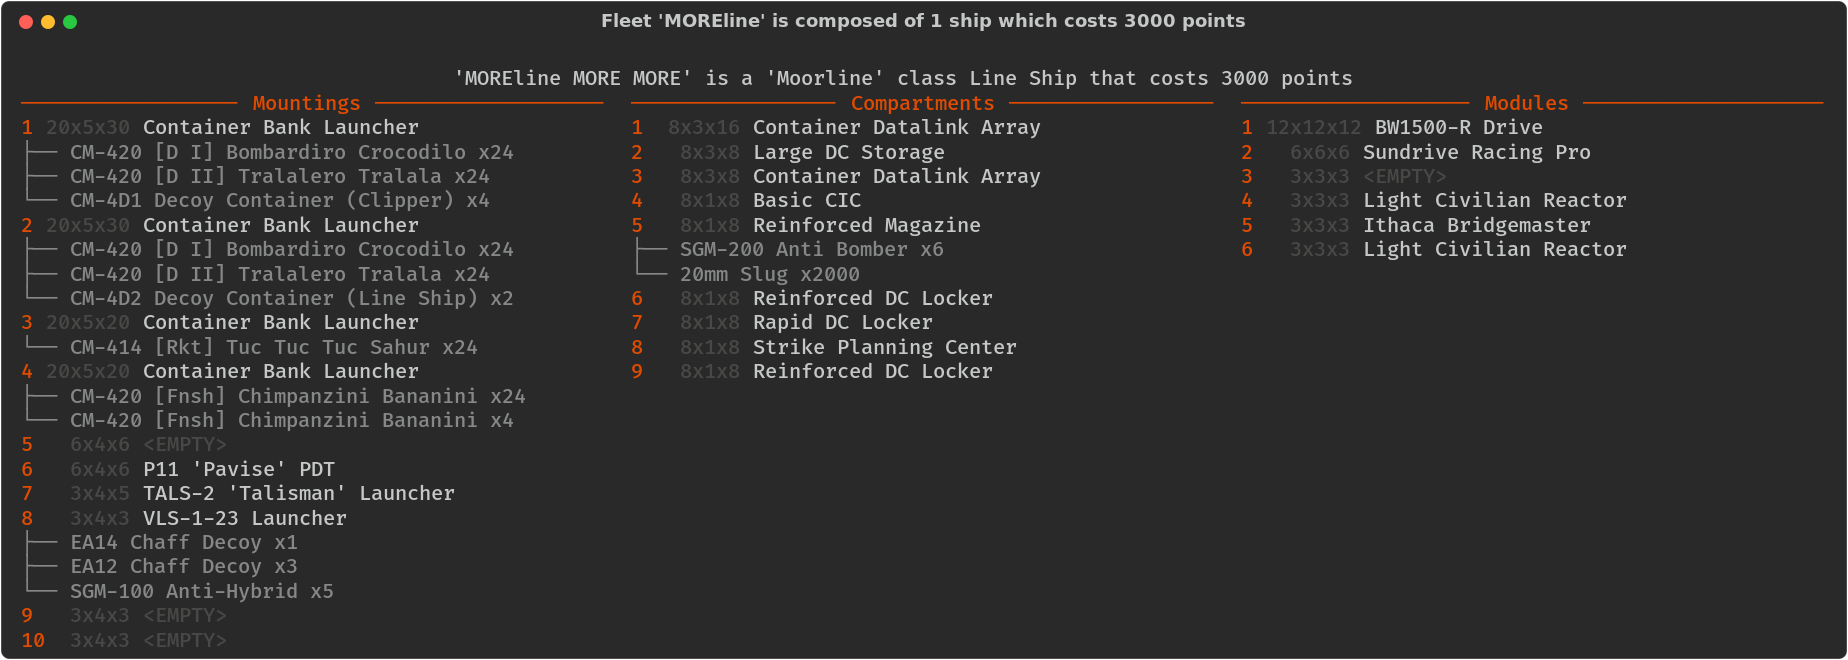 Fleet 'MOREline' is composed of 1 ship which costs 3000 points
'MOREline MORE MORE' is a 'Moorline' class Line Ship that costs 3000 points
Mountings
1 20x5x30 Container Bank Launcher
CM-420 [D I] Bombardiro Crocodilo x24
CM-420 [D II] Tralalero Tralala x24
CM-4D1 Decoy Container (Clipper) x4
2 20x5x30 Container Bank Launcher
CM-420 [D I] Bombardiro Crocodilo x24
CM-420 [D II] Tralalero Tralala x24
CM-4D2 Decoy Container (Line Ship) x2
3 20x5x20 Container Bank Launcher
CM-414 [Rkt] Tuc Tuc Tuc Sahur x24
4 20x5x20 Container Bank Launcher
CM-420 [Fnsh] Chimpanzini Bananini x24
CM-420 [Fnsh] Chimpanzini Bananini x4
5 6x4x6 <EMPTY>
6 6x4x6 P11 'Pavise' PDT
7 3x4x5 TALS-2 'Talisman' Launcher
8 3x4x3 VLS-1-23 Launcher
EA14 Chaff Decoy x1
EA12 Chaff Decoy x3
SGM-100 Anti-Hybrid x5
9 3x4x3 <EMPTY>
10 3x4x3 <EMPTY>
Compartments
1 8x3x16 Container Datalink Array
2 8x3x8 Large DC Storage
3 8x3x8 Container Datalink Array
4 8x1x8 Basic CIC
5 8x1x8 Reinforced Magazine
SGM-200 Anti Bomber x6
20mm Slug x2000
6 8x1x8 Reinforced DC Locker
7 8x1x8 Rapid DC Locker
8 8x1x8 Strike Planning Center
9 8x1x8 Reinforced DC Locker
Modules
1 12x12x12 BW1500-R Drive
2 6x6x6 Sundrive Racing Pro
3 3x3x3 <EMPTY>
4 3x3x3 Light Civilian Reactor
5 3x3x3 Ithaca Bridgemaster
6 3x3x3 Light Civilian Reactor